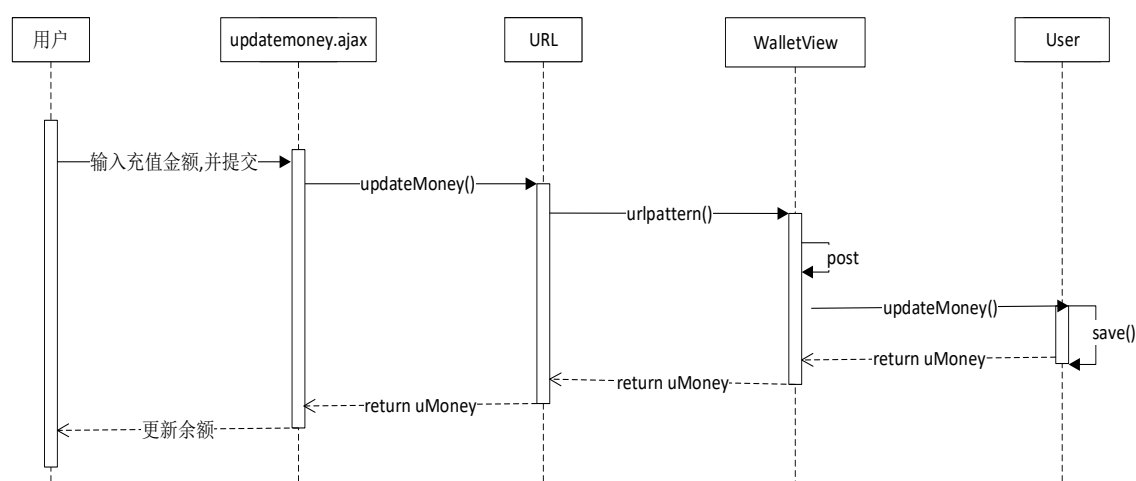 用户
updatemoney.ajax
URL
WalletView
User
输入充值金额,并提交
updateMoney()
urlpattern()
post
updateMoney()
save()
return uMoney
return uMoney
return uMoney
更新余额